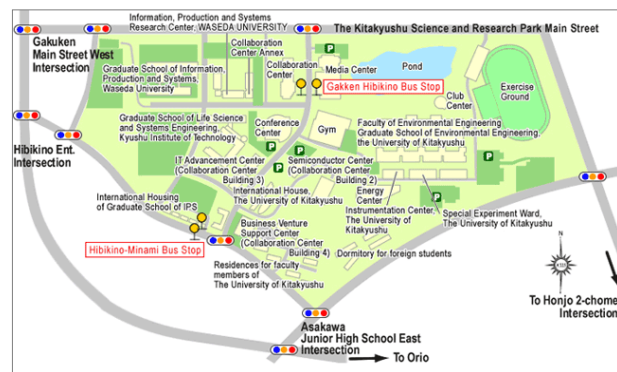 Information, Production and Systems
Research Center, WASEDA UNIVERSITY
The Kitakyushu Science and Research Park Main Street
Gakuken
Main Street West
Intersection
Collaboration
Center Annex
Graduate School of Information,
Production and Systems,
Waseda University
Collaboration
Center
Media Center
Pond
Gakken Hibikino Bus Stop
Club
Center
Exercise
Ground
Graduate School of Life Science
and Systems Engineering,
Kyushu Institute of Technology
Conference
Center
Gym
Faculty of Environmental Engineering
Graduate School of Environmental Engineering,
the University of Kitakyushu
Hibikino Ent.
Intersection
IT Advancement Center
(Collaboration Center
Building 3)
Semiconductor Center
(Collaboration Center
Building 2)
International House,
The University of Kitakyushu
Energy
Center
Instrumentation Center, The
University of
Kitakyushu
Special Experiment Ward,
The University of Kitakyushu
International Housing
of Graduate School of IPS
Hibikino-Minami Bus Stop
Business Venture
Support Center
(Collaboration Center
Building 4)
Dormitory for foreign students
Residences for faculty
members of
The University of Kitakyushu
P
P
P
P
P
P
N
To Honjo 2-chome
Intersection
Asakawa
Junior High School East
Intersection
To Orio